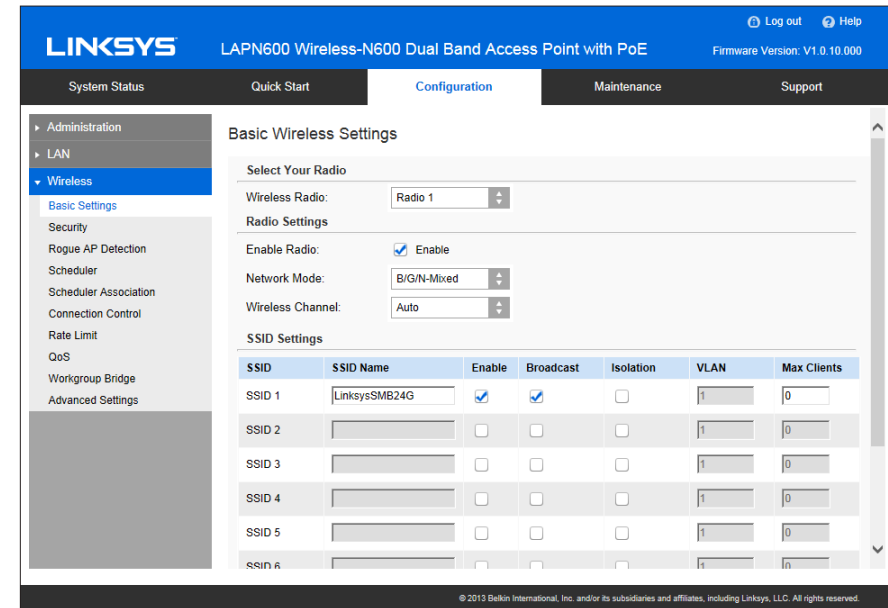 Log out Help
LINKSYS LAPN600 Wireless-N600 Dual Band Access Point with PoE Firmware Version: V1.0.10.000
System Status Quick Start Configuration Maintenance Support
Administration
LAN
Wireless
Basic Settings
Security
Rogue AP Detection
Scheduler
Scheduler Association
Connection Control
Rate Limit
QoS
Workgroup Bridge
Advanced Settings
Basic Wireless Settings
Select Your Radio
Wireless Radio: Radio 1
Radio Settings
Enable Radio: Enable
Network Mode: B/G/N-Mixed
Wireless Channel: Auto
SSID Settings
SSID SSID Name Enable Broadcast Isolation VLAN Max Clients
SSID 1 LinksysSMB24G 1 0
SSID 2 1 0
SSID 3 1 0
SSID 4 1 0
SSID 5 1 0
SSID 6 1 0
© 2013 Belkin International, Inc. and/or its subsidiaries and affiliates, including Linksys, LLC. All rights reserved.